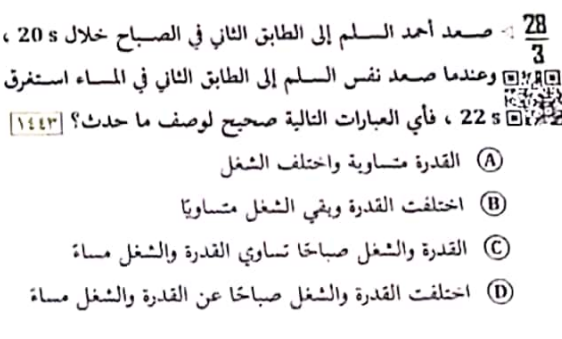 28/3 ◁ صعد أحمد السلم إلى الطابق الثاني في الصباح خلال 20 s ،
وعندما صعد نفس السلم إلى الطابق الثاني في المساء استغرق
22 s ، فأي العبارات التالية صحيح لوصف ما حدث؟ ١٤٤٣
A القدرة متساوية واختلف الشغل
B اختلفت القدرة وبقي الشغل متساويًا
C القدرة والشغل صباحًا تساوي القدرة والشغل مساءً
D اختلفت القدرة والشغل صباحًا عن القدرة والشغل مساءً